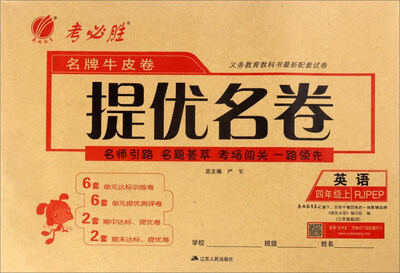 考必胜
名牌牛皮卷
义务教育教科书最新配套试卷
提优名卷
名师引路 名题荟萃 考场闯关 一路领先
总主编 严军
英语
四年级上 RJPEP
6套 单元达标训练卷
6套 单元提优测评卷
2套 期中达标、提优卷
2套 期末达标、提优卷
学校 班级 姓名
江苏人民出版社